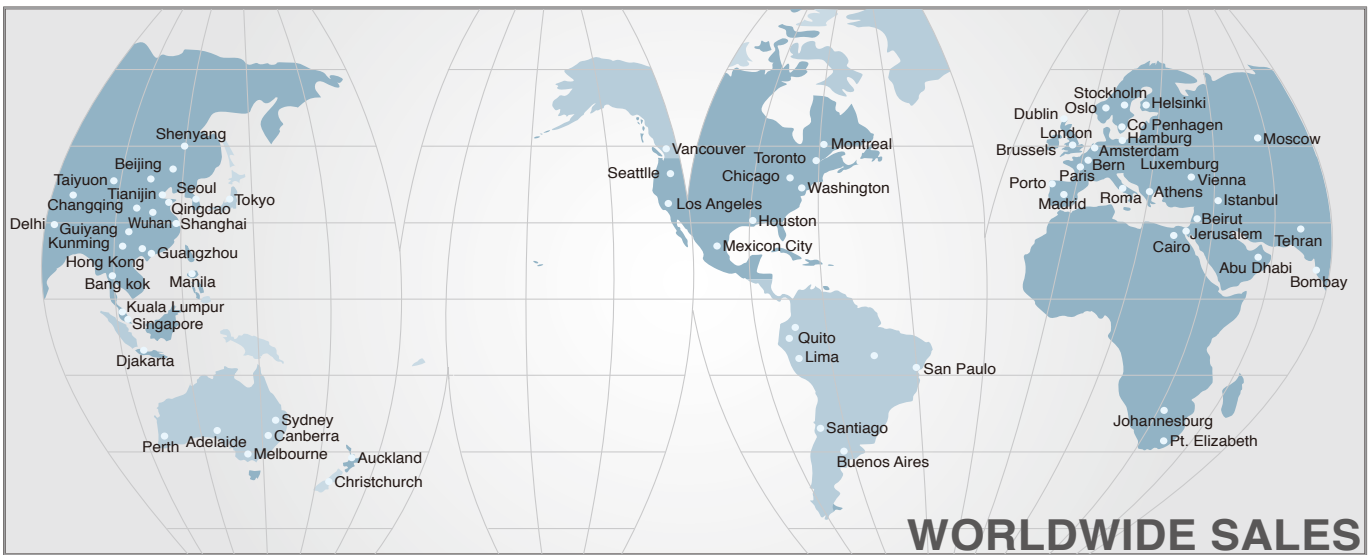 Shenyang
Beijing
Taiyuon
Tianijin
Seoul
Changqing
Qingdao
Tokyo
Delhi
Guiyang
Wuhan
Shanghai
Kunming
Guangzhou
Hong Kong
Bang kok
Manila
Kuala Lumpur
Singapore
Djakarta
Sydney
Canberra
Adelaide
Perth
Melbourne
Auckland
Christchurch
Vancouver
Seattlle
Los Angeles
Montreal
Toronto
Chicago
Washington
Houston
Mexicon City
Quito
Lima
San Paulo
Santiago
Buenos Aires
Stockholm
Oslo
Helsinki
Dublin
Co Penhagen
London
Hamburg
Brussels
Amsterdam
Moscow
Bern
Luxemburg
Paris
Vienna
Porto
Madrid
Roma
Athens
Istanbul
Beirut
Jerusalem
Cairo
Tehran
Abu Dhabi
Bombay
Johannesburg
Pt. Elizabeth
WORLDWIDE SALES